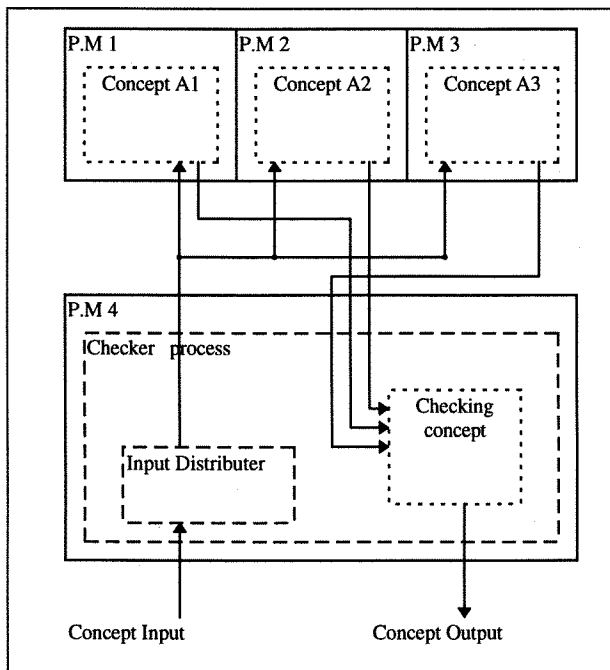 P.M 1
P.M 2
P.M 3
Concept A1
Concept A2
Concept A3
P.M 4
Checker process
Checking
concept
Input Distributer
Concept Input
Concept Output